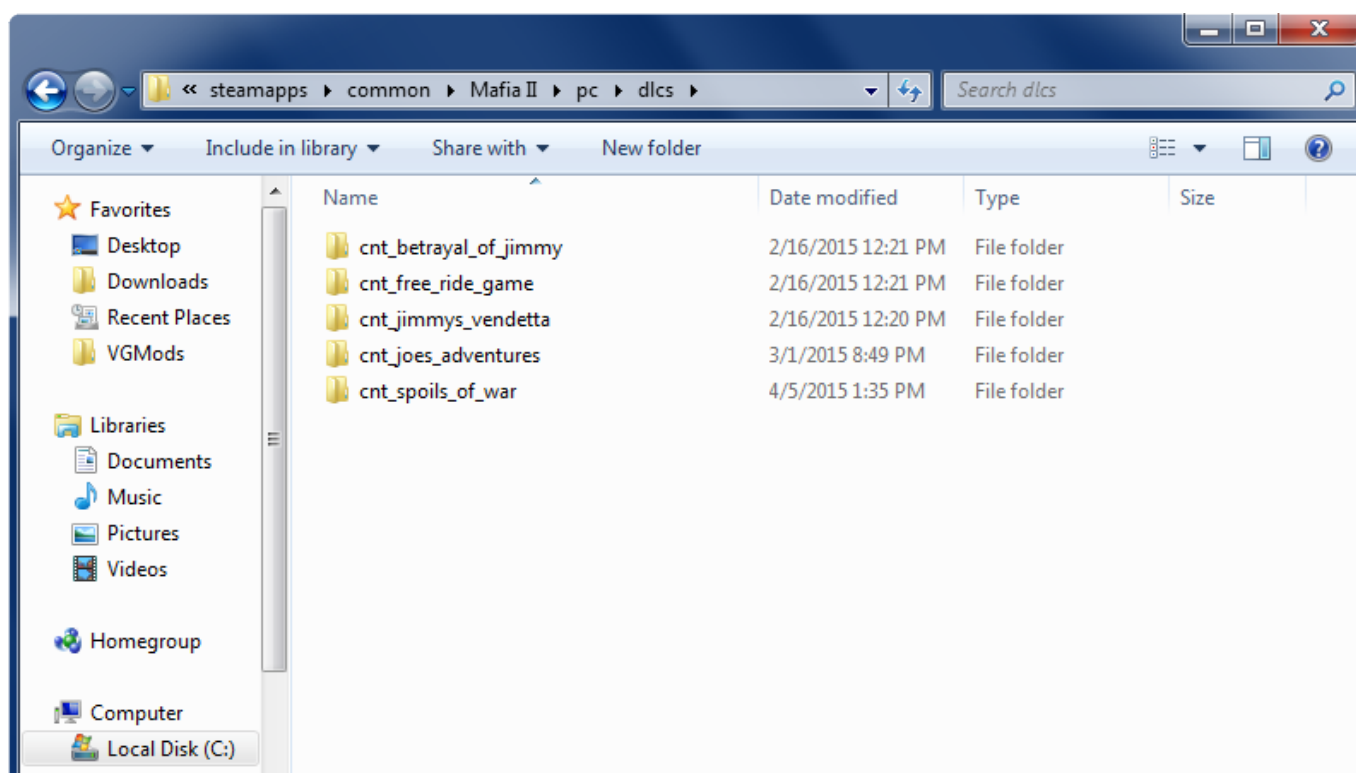 « steamapps ▸ common ▸ Mafia II ▸ pc ▸ dlcs ▸ Search dlcs
Organize ▾ Include in library ▾ Share with ▾ New folder
Name Date modified Type Size
Favorites
Desktop
Downloads
Recent Places
VGMods
Libraries
Documents
Music
Pictures
Videos
Homegroup
Computer
Local Disk (C:)
cnt_betrayal_of_jimmy 2/16/2015 12:21 PM File folder
cnt_free_ride_game 2/16/2015 12:21 PM File folder
cnt_jimmys_vendetta 2/16/2015 12:20 PM File folder
cnt_joes_adventures 3/1/2015 8:49 PM File folder
cnt_spoils_of_war 4/5/2015 1:35 PM File folder